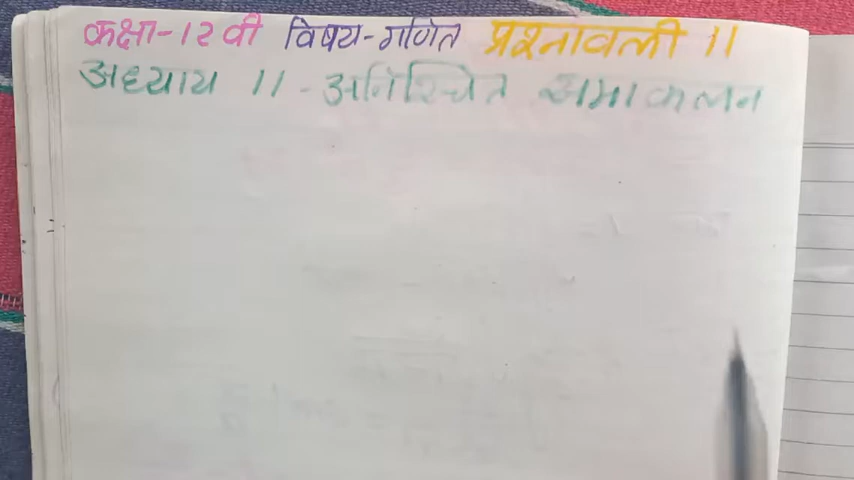 कक्षा-12वी विषय-गणित प्रश्नावली 11
अध्याय 11 - अनिश्चित समाकलन